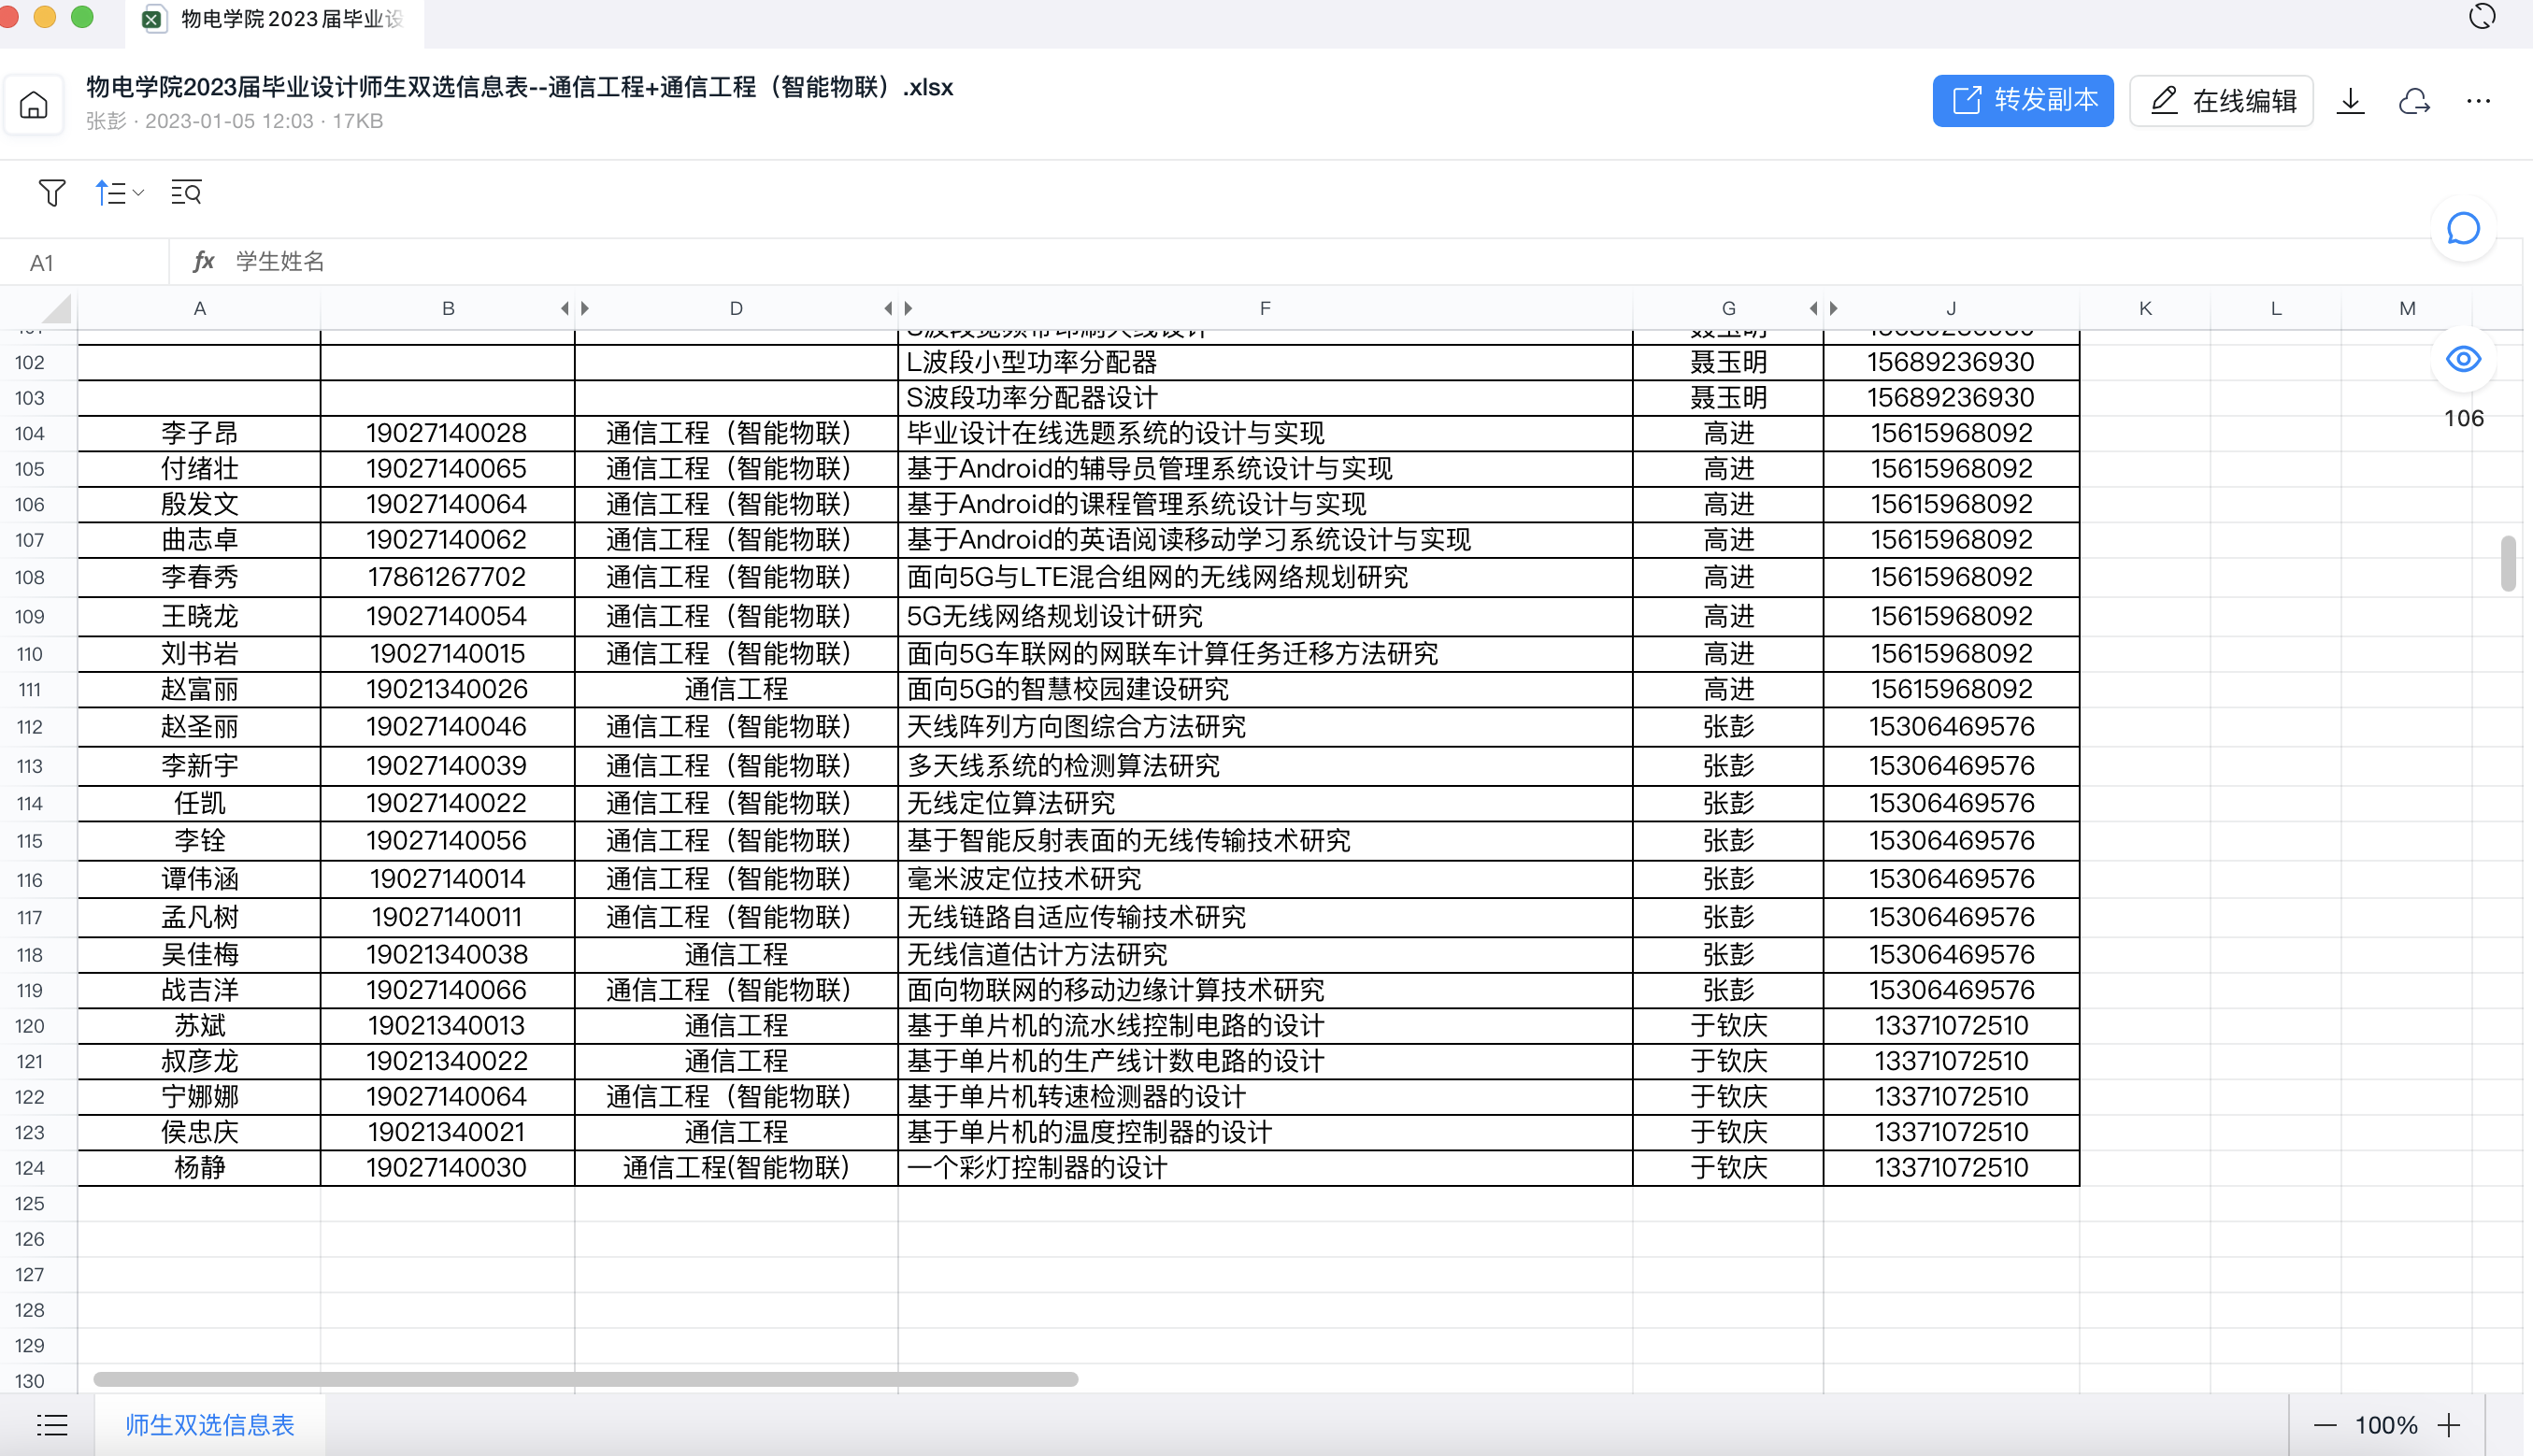 物电学院2023届毕业设
物电学院2023届毕业设计师生双选信息表--通信工程+通信工程（智能物联）.xlsx
张彭 · 2023-01-05 12:03 · 17KB
转发副本 在线编辑
A1 fx 学生姓名
A B D F G J K L M
102 L波段小型功率分配器 聂玉明 15689236930
103 S波段功率分配器设计 聂玉明 15689236930
106
104 李子昂 19027140028 通信工程（智能物联） 毕业设计在线选题系统的设计与实现 高进 15615968092
105 付绪壮 19027140065 通信工程（智能物联） 基于Android的辅导员管理系统设计与实现 高进 15615968092
106 殷发文 19027140064 通信工程（智能物联） 基于Android的课程管理系统设计与实现 高进 15615968092
107 曲志卓 19027140062 通信工程（智能物联） 基于Android的英语阅读移动学习系统设计与实现 高进 15615968092
108 李春秀 17861267702 通信工程（智能物联） 面向5G与LTE混合组网的无线网络规划研究 高进 15615968092
109 王晓龙 19027140054 通信工程（智能物联） 5G无线网络规划设计研究 高进 15615968092
110 刘书岩 19027140015 通信工程（智能物联） 面向5G车联网的网联车计算任务迁移方法研究 高进 15615968092
111 赵富丽 19021340026 通信工程 面向5G的智慧校园建设研究 高进 15615968092
112 赵圣丽 19027140046 通信工程（智能物联） 天线阵列方向图综合方法研究 张彭 15306469576
113 李新宇 19027140039 通信工程（智能物联） 多天线系统的检测算法研究 张彭 15306469576
114 任凯 19027140022 通信工程（智能物联） 无线定位算法研究 张彭 15306469576
115 李铨 19027140056 通信工程（智能物联） 基于智能反射表面的无线传输技术研究 张彭 15306469576
116 谭伟涵 19027140014 通信工程（智能物联） 毫米波定位技术研究 张彭 15306469576
117 孟凡树 19027140011 通信工程（智能物联） 无线链路自适应传输技术研究 张彭 15306469576
118 吴佳梅 19021340038 通信工程 无线信道估计方法研究 张彭 15306469576
119 战吉洋 19027140066 通信工程（智能物联） 面向物联网的移动边缘计算技术研究 张彭 15306469576
120 苏斌 19021340013 通信工程 基于单片机的流水线控制电路的设计 于钦庆 13371072510
121 叔彦龙 19021340022 通信工程 基于单片机的生产线计数电路的设计 于钦庆 13371072510
122 宁娜娜 19027140064 通信工程（智能物联） 基于单片机转速检测器的设计 于钦庆 13371072510
123 侯忠庆 19021340021 通信工程 基于单片机的温度控制器的设计 于钦庆 13371072510
124 杨静 19027140030 通信工程(智能物联) 一个彩灯控制器的设计 于钦庆 13371072510
125
126
127
128
129
130
师生双选信息表 100%